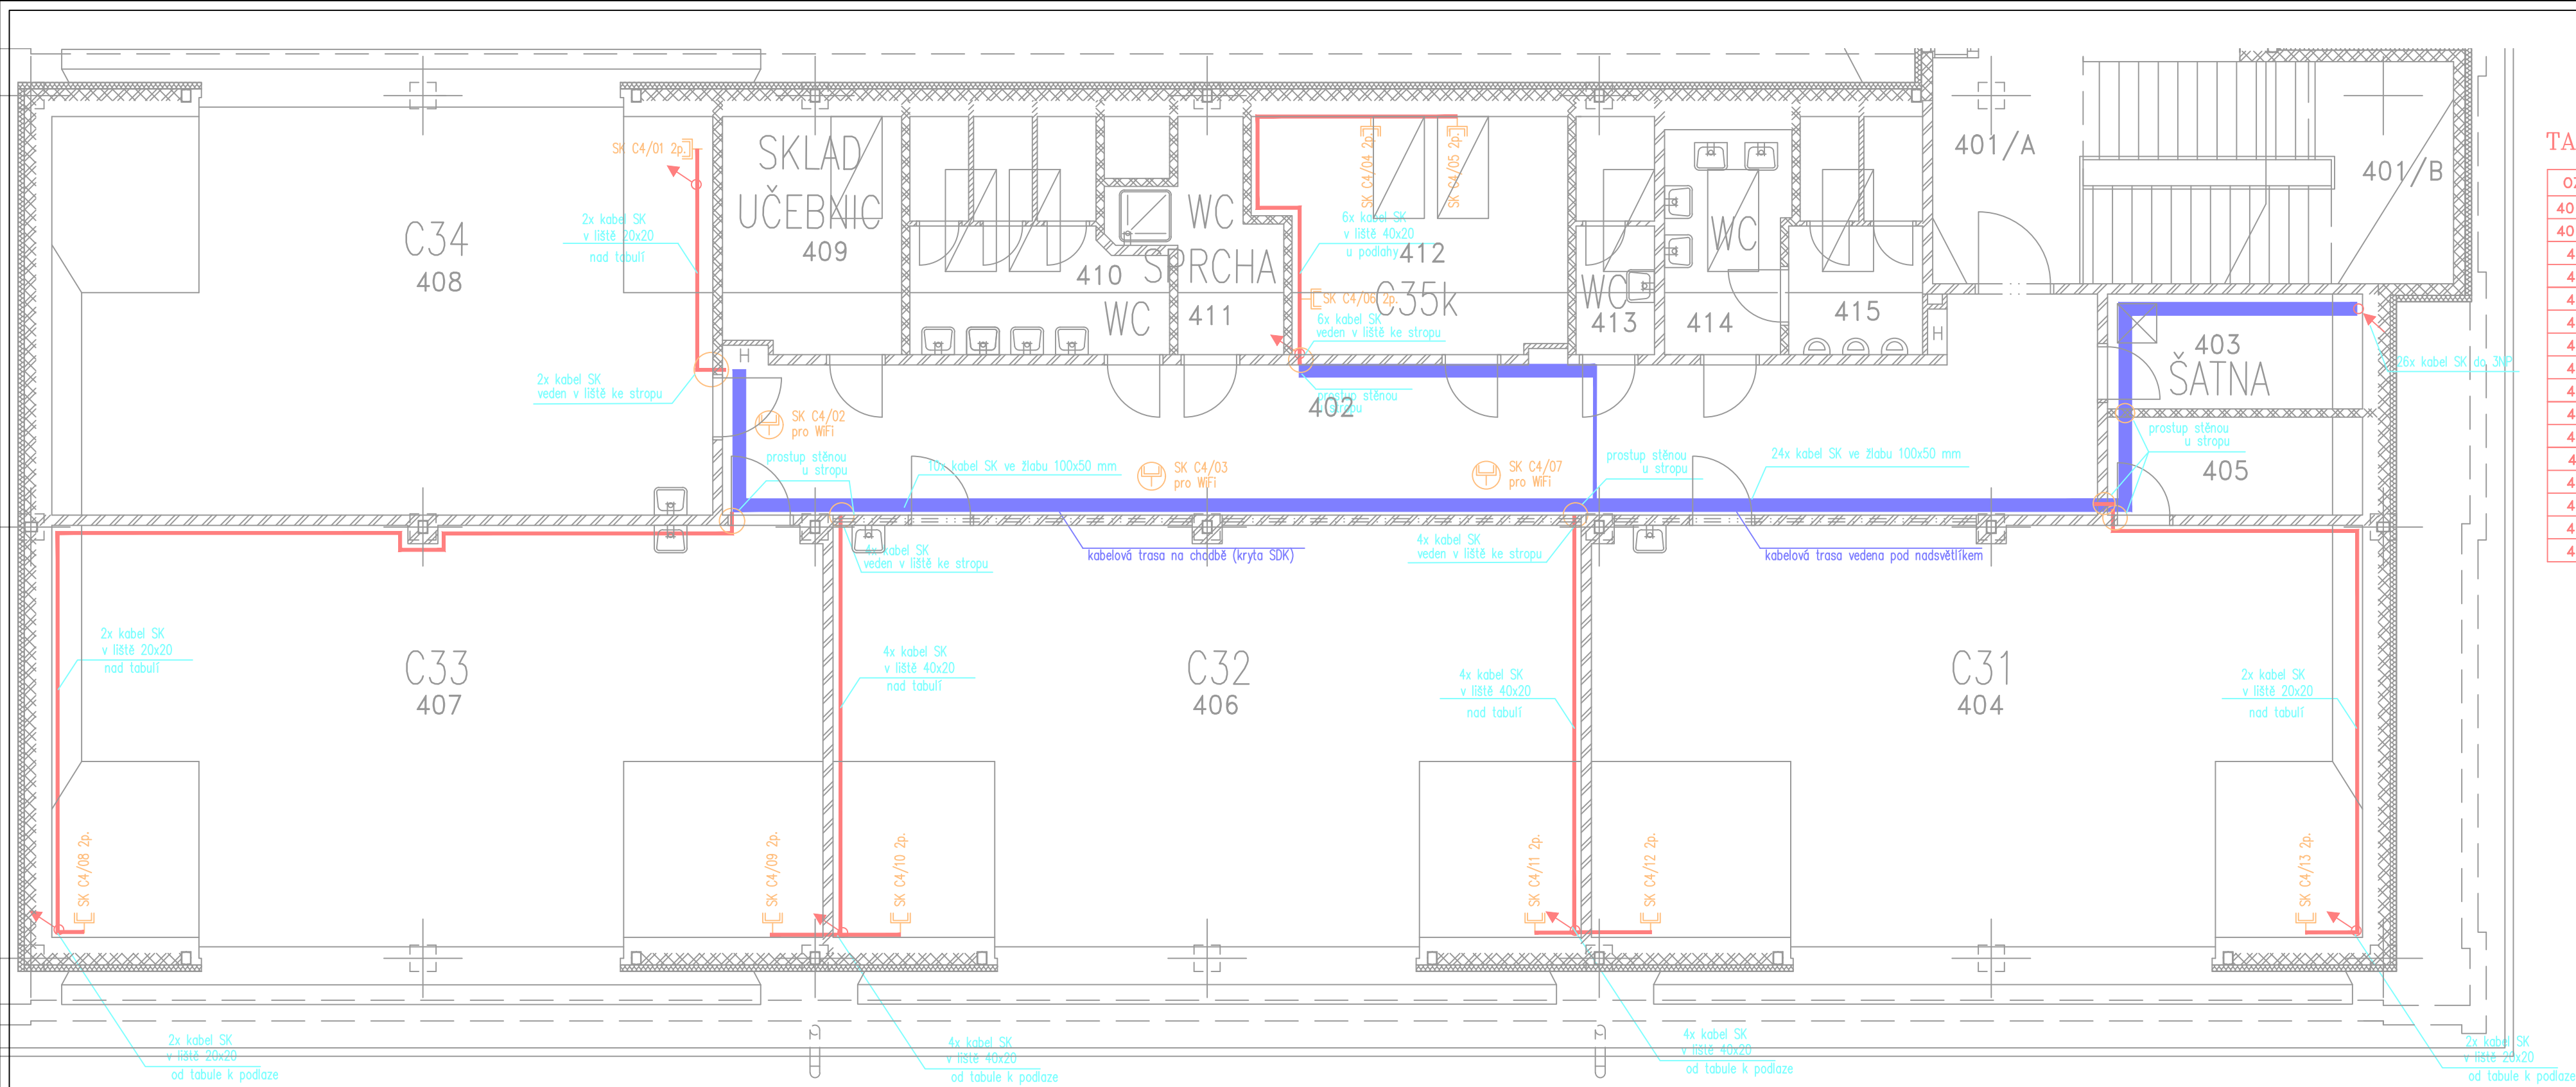 401/A
401/B
TA
SK C4/01 2p.
SKLAD
UČEBNIC
409
WC
SK C4/04 2p.
SK C4/05 2p.
2x kabel SK
v liště 20x20
nad tabulí
6x kabel SK
v liště 40x20
u podlahy
C34
408
410
WC
SPRCHA
411
412
C35k
SK C4/06 2p.
6x kabel SK
veden v liště ke stropu
WC
413
WC
414
415
H
H
403
ŠATNA
26x kabel SK do 3NP
2x kabel SK
veden v liště ke stropu
prostup stěnou
u stropu
402
SK C4/02
pro WiFi
prostup stěnou
u stropu
10x kabel SK ve žlabu 100x50 mm
SK C4/03
pro WiFi
SK C4/07
pro WiFi
prostup stěnou
u stropu
24x kabel SK ve žlabu 100x50 mm
prostup stěnou
u stropu
405
4x kabel SK
veden v liště ke stropu
kabelová trasa na chodbě (kryta SDK)
4x kabel SK
veden v liště ke stropu
kabelová trasa vedena pod nadsvětlíkem
2x kabel SK
v liště 20x20
nad tabulí
C33
407
4x kabel SK
v liště 40x20
nad tabulí
C32
406
4x kabel SK
v liště 40x20
nad tabulí
C31
404
2x kabel SK
v liště 20x20
nad tabulí
SK C4/08 2p.
SK C4/09 2p.
SK C4/10 2p.
SK C4/11 2p.
SK C4/12 2p.
SK C4/13 2p.
2x kabel SK
v liště 20x20
od tabule k podlaze
4x kabel SK
v liště 40x20
od tabule k podlaze
4x kabel SK
v liště 40x20
od tabule k podlaze
2x kabel SK
v liště 20x20
od tabule k podlaze